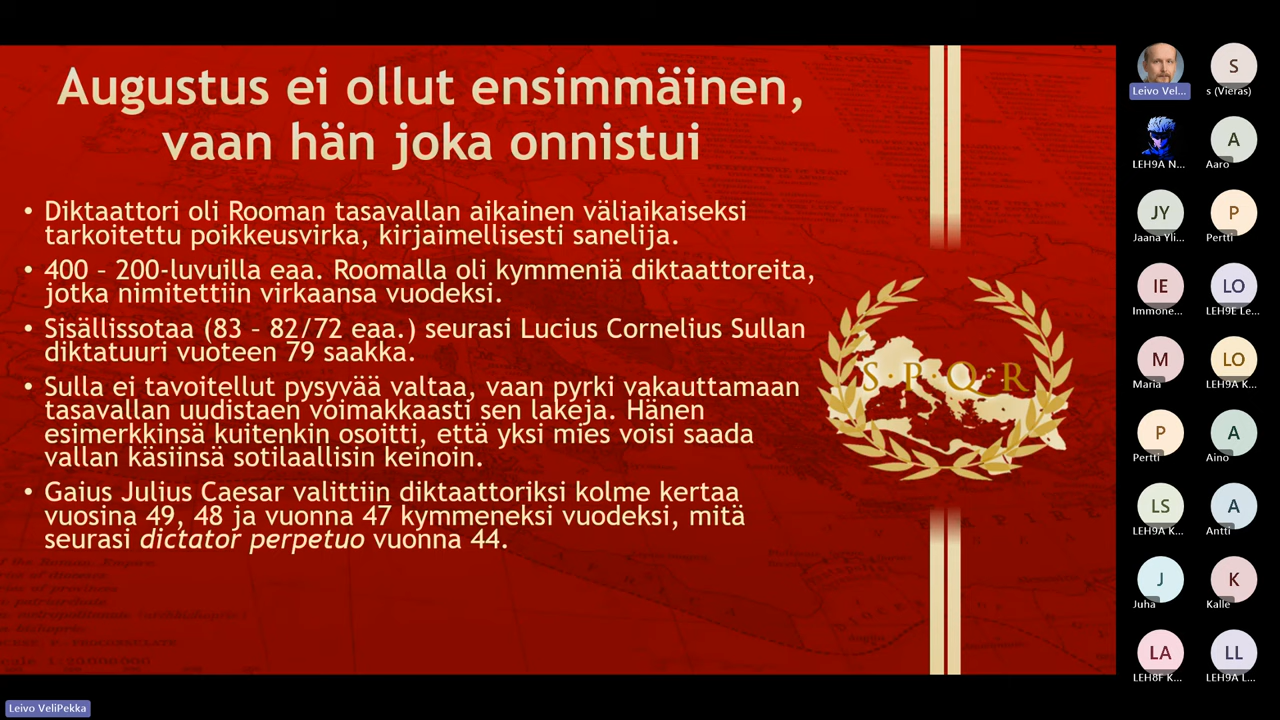 Augustus ei ollut ensimmäinen,
vaan hän joka onnistui
• Diktaattori oli Rooman tasavallan aikainen väliaikaiseksi
tarkoitettu poikkeusvirka, kirjaimellisesti sanelija.
• 400 – 200-luvuilla eaa. Roomalla oli kymmeniä diktaattoreita,
jotka nimitettiin virkaansa vuodeksi.
• Sisällissotaa (83 – 82/72 eaa.) seurasi Lucius Cornelius Sullan
diktatuuri vuoteen 79 saakka.
• Sulla ei tavoitellut pysyvää valtaa, vaan pyrki vakauttamaan
tasavallan uudistaen voimakkaasti sen lakeja. Hänen
esimerkkinsä kuitenkin osoitti, että yksi mies voisi saada
vallan käsiinsä sotilaallisin keinoin.
• Gaius Julius Caesar valittiin diktaattoriksi kolme kertaa
vuosina 49, 48 ja vuonna 47 kymmeneksi vuodeksi, mitä
seurasi dictator perpetuo vuonna 44.
S·P·Q·R
Leivo Vel...
S
s (Vieras)
LEH9A N...
A
Aaro
JY
Jaana Yli...
P
Pertti
IE
Immone...
LO
LEH9E Le...
M
Maria
LO
LEH9A K...
P
Pertti
A
Aino
LS
LEH9A K...
A
Antti
J
Juha
K
Kalle
LA
LEH8F K...
LL
LEH9A L...
Leivo VeliPekka